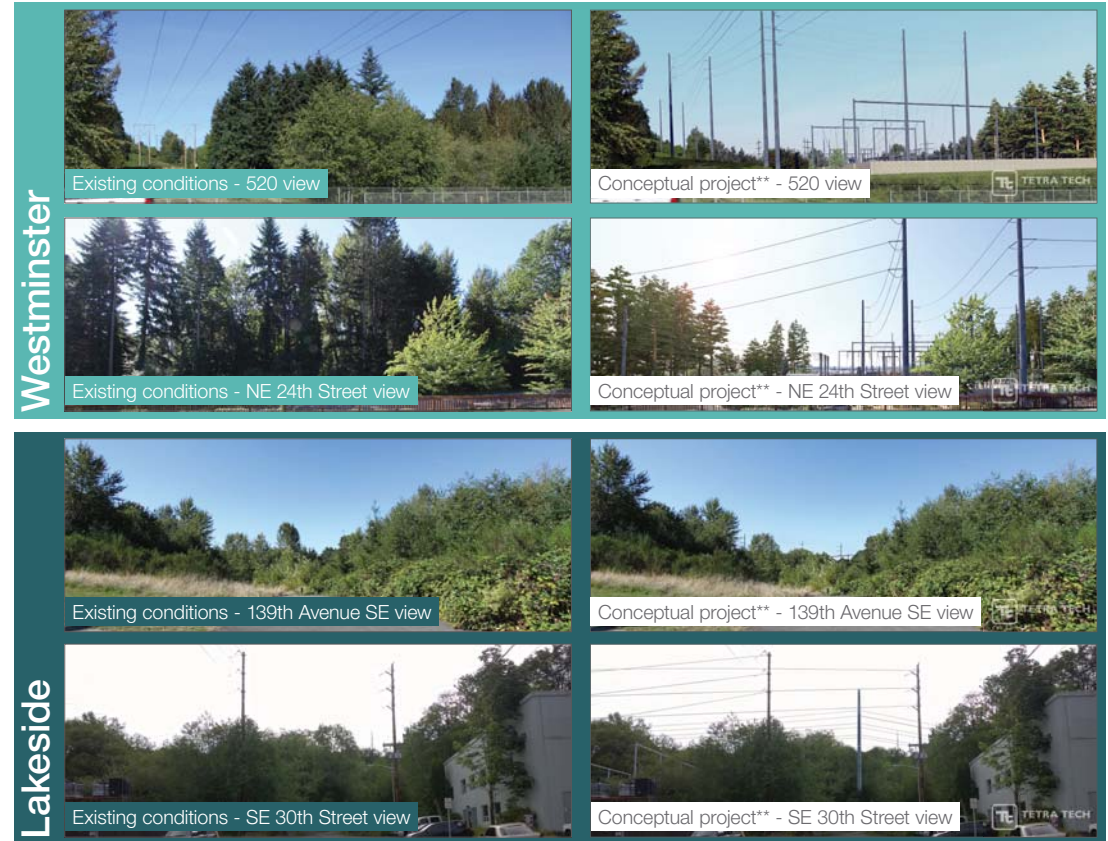 Westminster
Existing conditions - 520 view
Conceptual project** - 520 view
TETRA TECH
Existing conditions - NE 24th Street view
Conceptual project** - NE 24th Street view
TETRA TECH
Lakeside
Existing conditions - 139th Avenue SE view
Conceptual project** - 139th Avenue SE view
TETRA TECH
Existing conditions - SE 30th Street view
Conceptual project** - SE 30th Street view
TETRA TECH